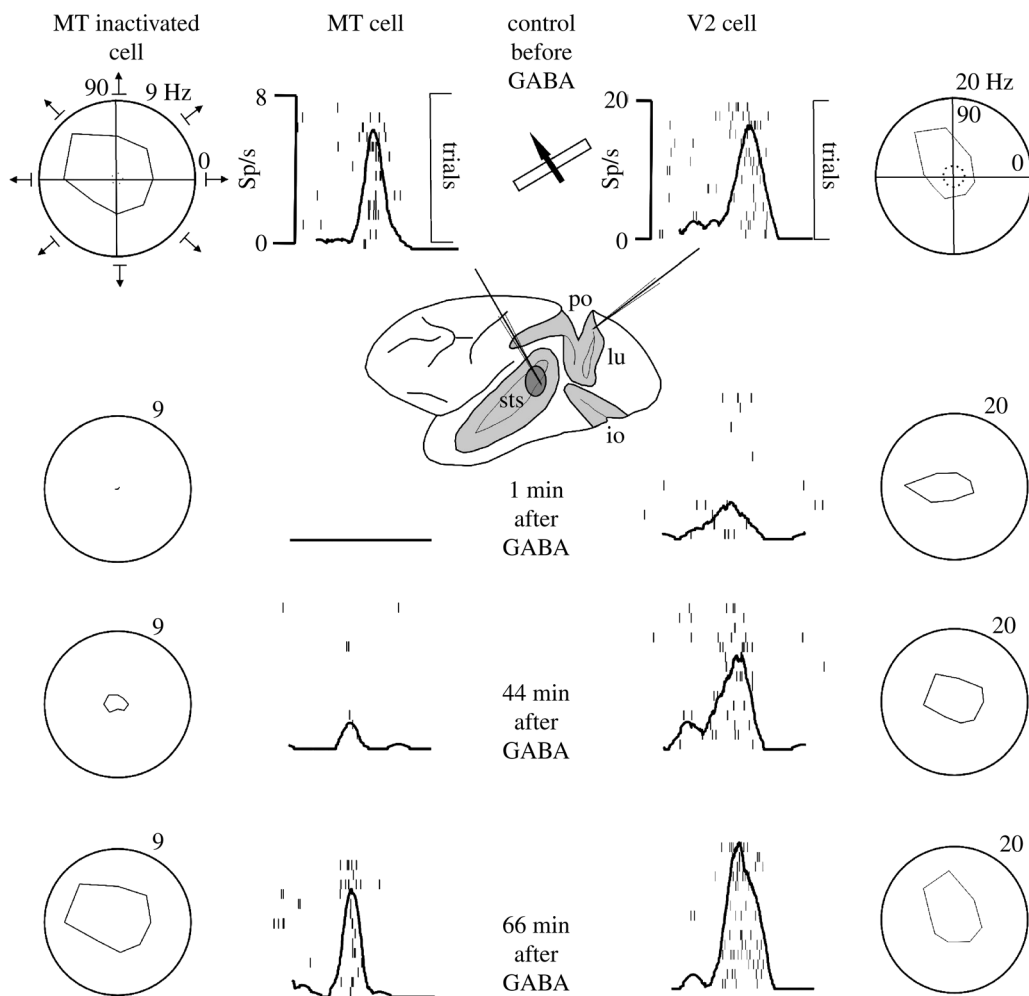 MT inactivated
cell
MT cell
control
before
GABA
V2 cell
90
9 Hz
0
8
Sp/s
0
trials
20
Sp/s
0
trials
20 Hz
90
0
po
lu
sts
io
9
1 min
after
GABA
20
9
44 min
after
GABA
20
9
66 min
after
GABA
20